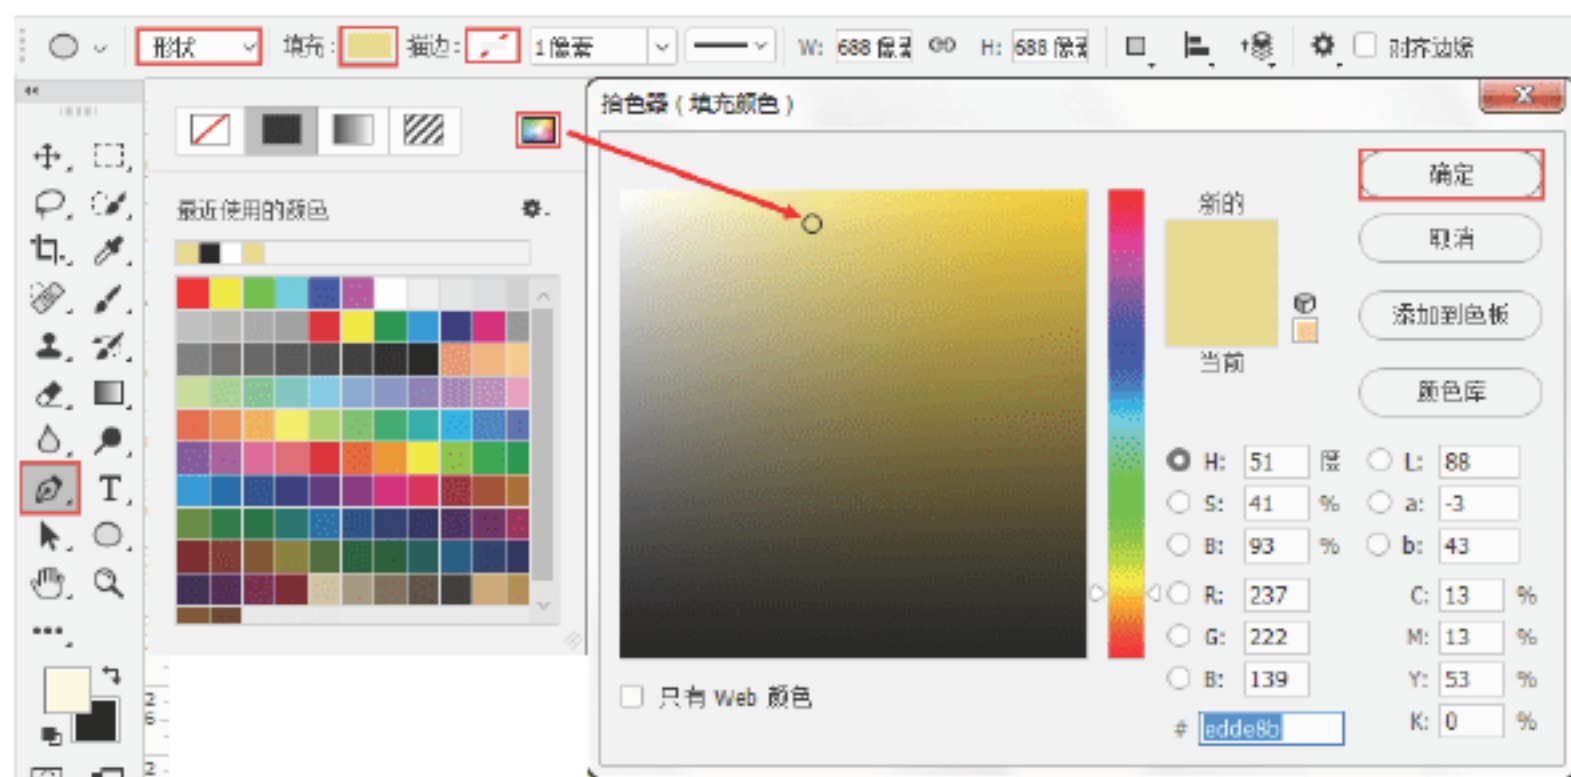 形状 填充: 描边: 1像素 W: 688 像素 H: 688 像素 对齐边缘
拾色器（填充颜色）
最近使用的颜色
新的
当前
确定
取消
添加到色板
颜色库
H: 51 度 L: 88
S: 41 % a: -3
B: 93 % b: 43
R: 237 C: 13 %
G: 222 M: 13 %
B: 139 Y: 53 %
# edde8b K: 0 %
只有 Web 颜色
T
2
6
2